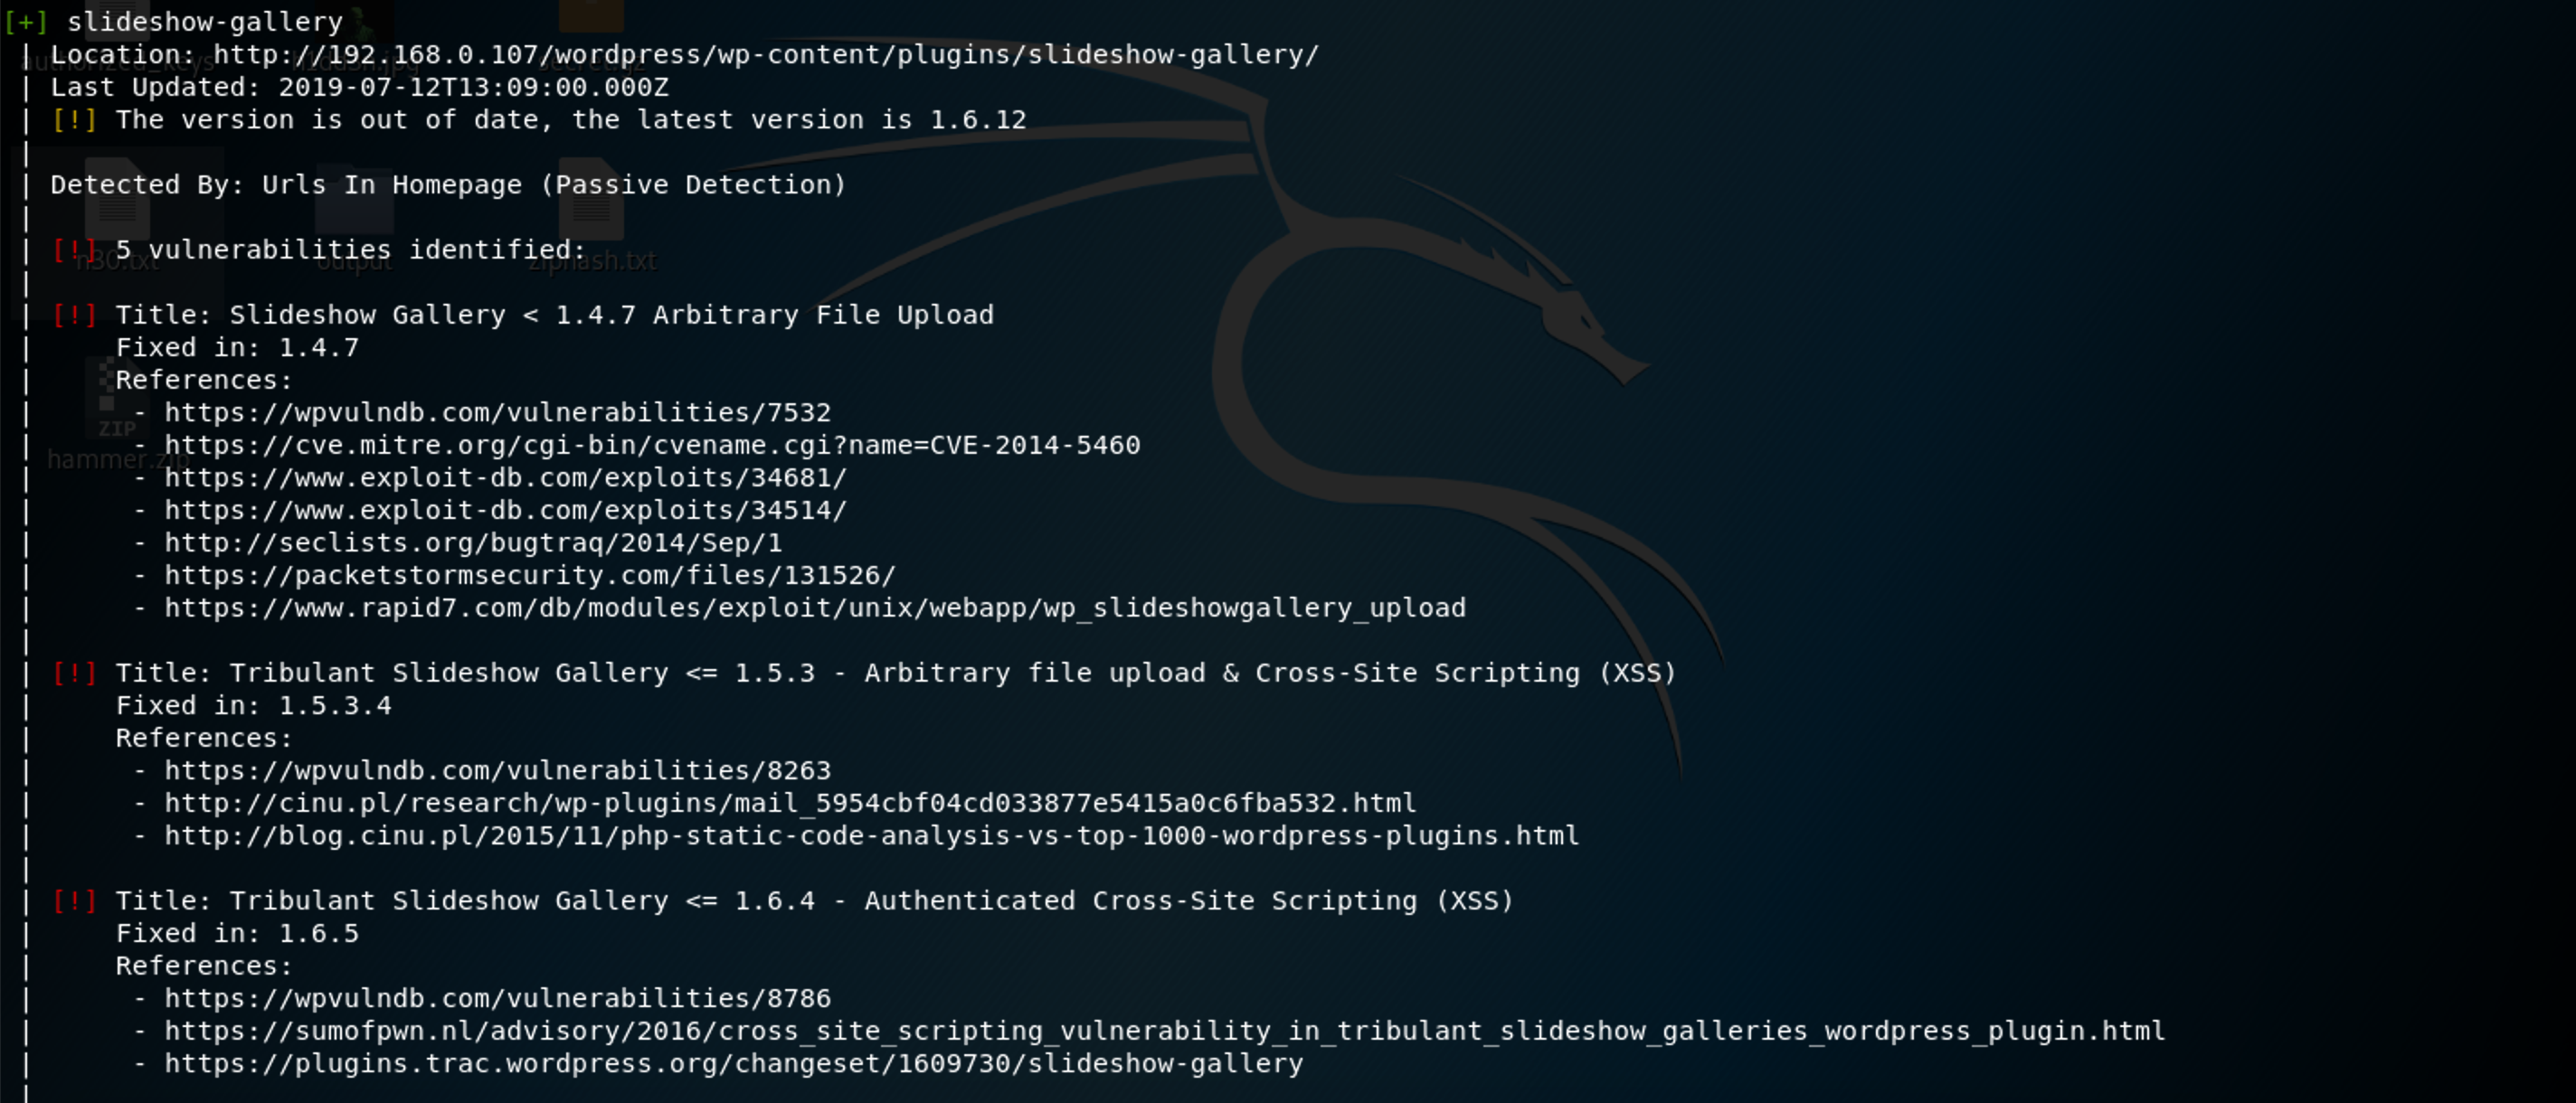 [+] slideshow-gallery
| Location: http://192.168.0.107/wordpress/wp-content/plugins/slideshow-gallery/
| Last Updated: 2019-07-12T13:09:00.000Z
| [!] The version is out of date, the latest version is 1.6.12
|
| Detected By: Urls In Homepage (Passive Detection)
|
| [!] 5 vulnerabilities identified:
|
| [!] Title: Slideshow Gallery < 1.4.7 Arbitrary File Upload
|     Fixed in: 1.4.7
|     References:
|      - https://wpvulndb.com/vulnerabilities/7532
|      - https://cve.mitre.org/cgi-bin/cvename.cgi?name=CVE-2014-5460
|      - https://www.exploit-db.com/exploits/34681/
|      - https://www.exploit-db.com/exploits/34514/
|      - http://seclists.org/bugtraq/2014/Sep/1
|      - https://packetstormsecurity.com/files/131526/
|      - https://www.rapid7.com/db/modules/exploit/unix/webapp/wp_slideshowgallery_upload
|
| [!] Title: Tribulant Slideshow Gallery <= 1.5.3 - Arbitrary file upload & Cross-Site Scripting (XSS)
|     Fixed in: 1.5.3.4
|     References:
|      - https://wpvulndb.com/vulnerabilities/8263
|      - http://cinu.pl/research/wp-plugins/mail_5954cbf04cd033877e5415a0c6fba532.html
|      - http://blog.cinu.pl/2015/11/php-static-code-analysis-vs-top-1000-wordpress-plugins.html
|
| [!] Title: Tribulant Slideshow Gallery <= 1.6.4 - Authenticated Cross-Site Scripting (XSS)
|     Fixed in: 1.6.5
|     References:
|      - https://wpvulndb.com/vulnerabilities/8786
|      - https://sumofpwn.nl/advisory/2016/cross_site_scripting_vulnerability_in_tribulant_slideshow_galleries_wordpress_plugin.html
|      - https://plugins.trac.wordpress.org/changeset/1609730/slideshow-gallery
|
authorized_keys
n30.txt
output
ziphash.txt
ZIP
hammer.zip